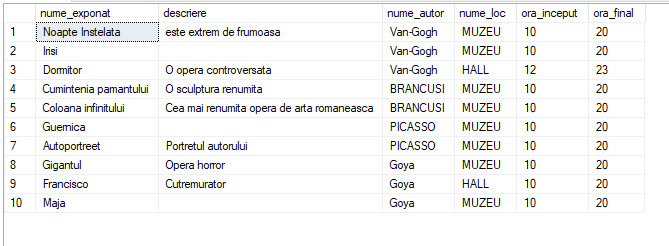 nume_exponat descriere nume_autor nume_loc ora_inceput ora_final
1 Noapte Instelata este extrem de frumoasa Van-Gogh MUZEU 10 20
2 Irisi Van-Gogh MUZEU 10 20
3 Dormitor O opera controversata Van-Gogh HALL 12 23
4 Cumintenia pamantului O sculptura renumita BRANCUSI MUZEU 10 20
5 Coloana infinitului Cea mai renumita opera de arta romaneasca BRANCUSI MUZEU 10 20
6 Guernica PICASSO MUZEU 10 20
7 Autoportreet Portretul autorului PICASSO MUZEU 10 20
8 Gigantul Opera horror Goya MUZEU 10 20
9 Francisco Cutremurator Goya HALL 10 20
10 Maja Goya MUZEU 10 20